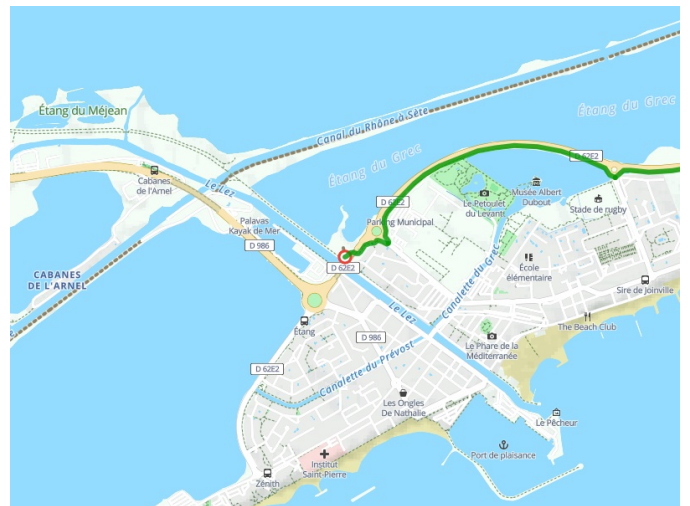 Étang du Méjean
Canal du Rhône à Sète
Étang du Grec
Étang du Grec
D 62E2
Cabanes
de l'Arnel
Le Lez
Musée Albert
Dubout
Le Petoulet
du Levant
D 62E2
Stade de rugby
Parking Municipal
Palavas
Kayak de Mer
D 986
D 62E2
CABANES
DE L'ARNEL
École
élémentaire
Canalette du Grec
Sire de Joinville
Le Lez
The Beach Club
Étang
D 986
Le Phare de la
Méditerranée
Canalette du Prévost
D 62E2
Les Ongles
De Nathalie
Le Pêcheur
Port de plaisance
Institut
Saint-Pierre
Zénith